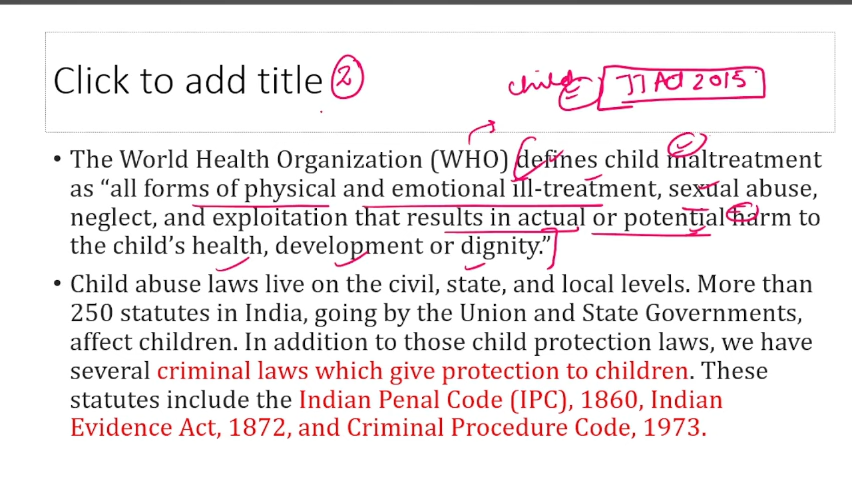 Click to add title 2
child JJ Act 2015
• The World Health Organization (WHO) defines child maltreatment
as “all forms of physical and emotional ill-treatment, sexual abuse,
neglect, and exploitation that results in actual or potential harm to
the child’s health, development or dignity.”
• Child abuse laws live on the civil, state, and local levels. More than
250 statutes in India, going by the Union and State Governments,
affect children. In addition to those child protection laws, we have
several criminal laws which give protection to children. These
statutes include the Indian Penal Code (IPC), 1860, Indian
Evidence Act, 1872, and Criminal Procedure Code, 1973.